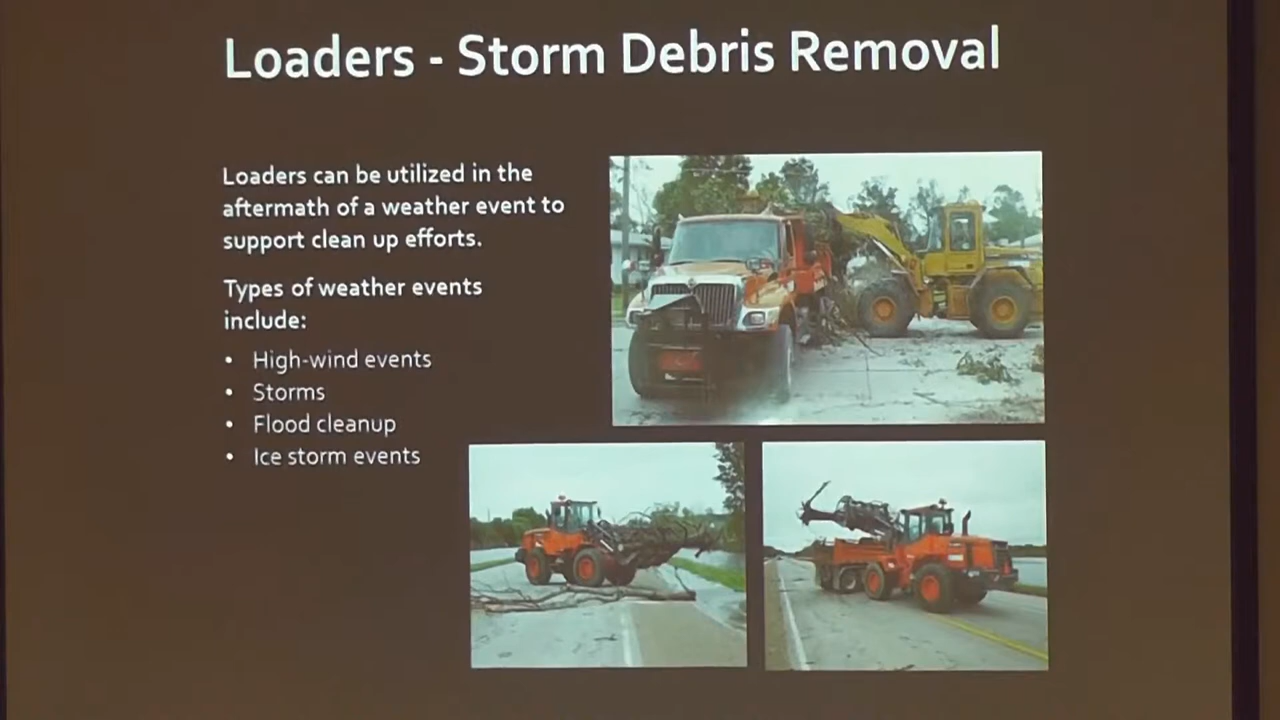 Loaders - Storm Debris Removal
Loaders can be utilized in the
aftermath of a weather event to
support clean up efforts.
Types of weather events
include:
• High-wind events
• Storms
• Flood cleanup
• Ice storm events